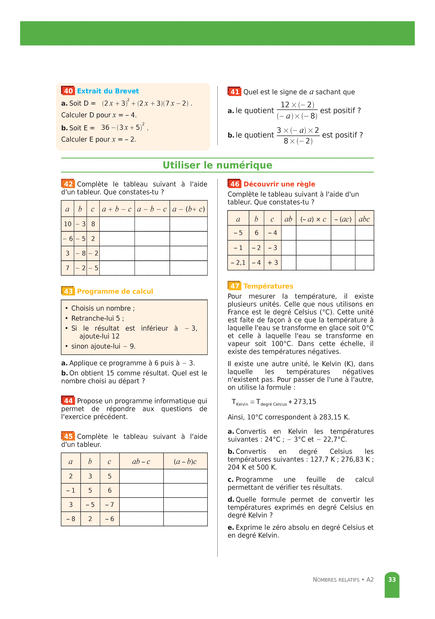 40 Extrait du Brevet
a. Soit D = (2x + 3)² + (2x + 3)(7x − 2) .
Calculer D pour x = − 4.
b. Soit E = 36 − (3x + 5)² .
Calculer E pour x = − 2.
41 Quel est le signe de a sachant que
a. le quotient 12 × (− 2) / (− a) × (− 8) est positif ?
b. le quotient 3 × (− a) × 2 / 8 × (− 2) est positif ?
Utiliser le numérique
42 Complète le tableau suivant à l'aide
d'un tableur. Que constates-tu ?
a b c a + b − c a − b − c a − (b + c)
10 − 3 8
− 6 − 5 2
3 − 8 − 2
7 − 2 − 5
43 Programme de calcul
• Choisis un nombre ;
• Retranche-lui 5 ;
• Si le résultat est inférieur à − 3,
ajoute-lui 12
• sinon ajoute-lui − 9.
a. Applique ce programme à 6 puis à − 3.
b. On obtient 15 comme résultat. Quel est le
nombre choisi au départ ?
44 Propose un programme informatique qui
permet de répondre aux questions de
l'exercice précédent.
45 Complète le tableau suivant à l'aide
d'un tableur.
a b c ab − c (a − b)c
2 3 5
− 1 5 6
3 − 5 − 7
− 8 2 − 6
46 Découvrir une règle
Complète le tableau suivant à l'aide d'un
tableur. Que constates-tu ?
a b c ab (− a) × c − (ac) abc
− 5 6 − 4
− 1 − 2 − 3
− 2,1 − 4 + 3
47 Températures
Pour mesurer la température, il existe
plusieurs unités. Celle que nous utilisons en
France est le degré Celsius (°C). Cette unité
est faite de façon à ce que la température à
laquelle l'eau se transforme en glace soit 0°C
et celle à laquelle l'eau se transforme en
vapeur soit 100°C. Dans cette échelle, il
existe des températures négatives.
Il existe une autre unité, le Kelvin (K), dans
laquelle les températures négatives
n'existent pas. Pour passer de l'une à l'autre,
on utilise la formule :
T Kelvin = T degré Celsius + 273,15
Ainsi, 10°C correspondent à 283,15 K.
a. Convertis en Kelvin les températures
suivantes : 24°C ; − 3°C et − 22,7°C.
b. Convertis en degré Celsius les
températures suivantes : 127,7 K ; 276,83 K ;
204 K et 500 K.
c. Programme une feuille de calcul
permettant de vérifier tes résultats.
d. Quelle formule permet de convertir les
températures exprimés en degré Celsius en
degré Kelvin ?
e. Exprime le zéro absolu en degré Celsius et
en degré Kelvin.
NOMBRES RELATIFS • A2 33